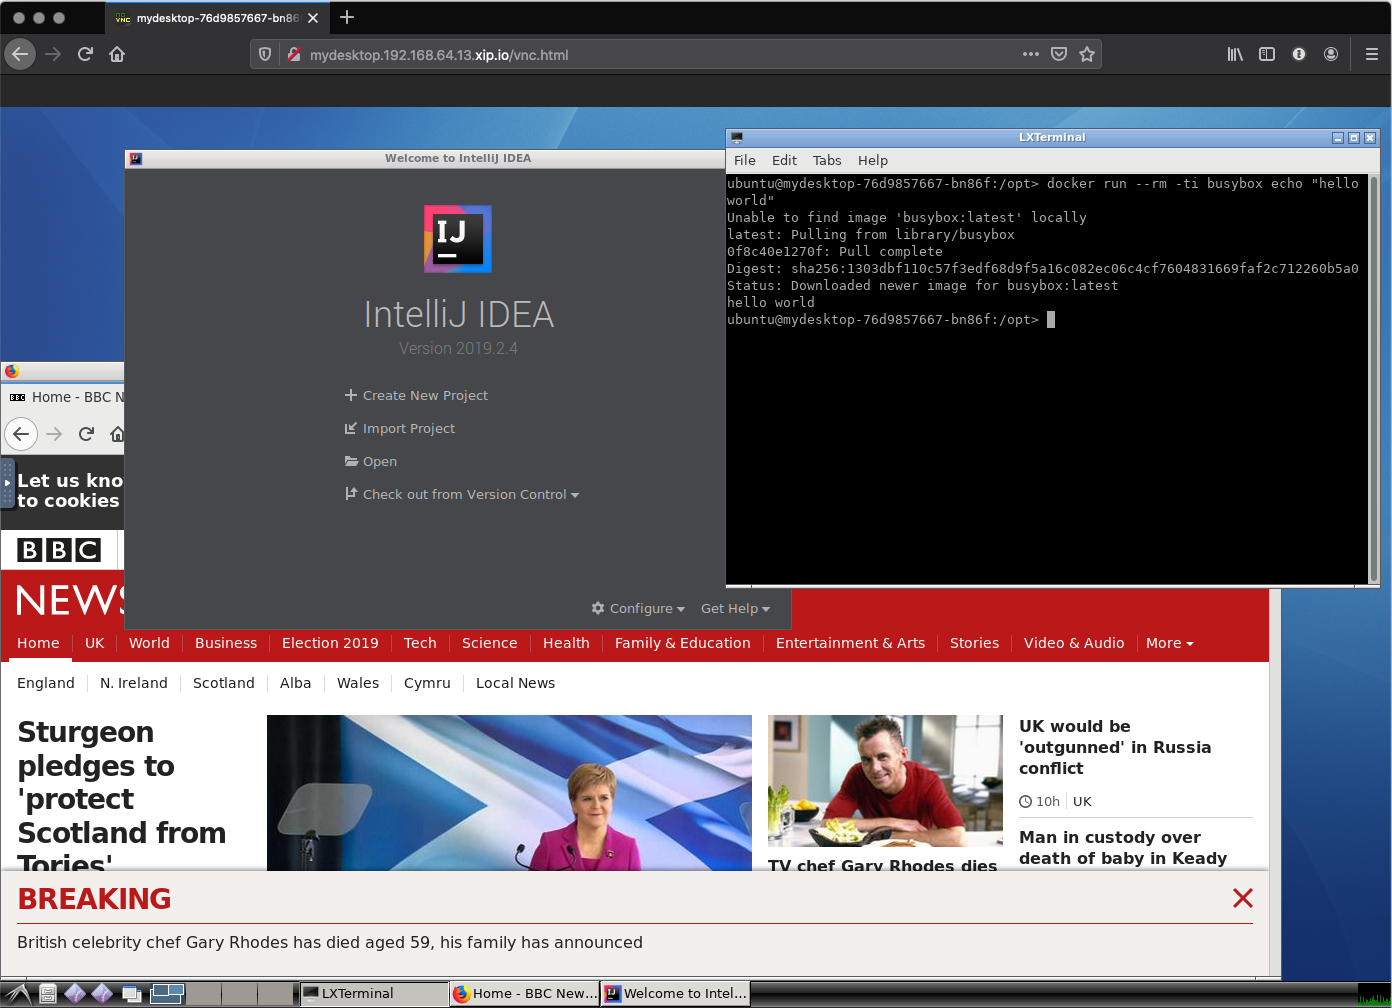 mydesktop-76d9857667-bn86
mydesktop.192.168.64.13.xip.io/vnc.html
Welcome to IntelliJ IDEA
IJ
IntelliJ IDEA
Version 2019.2.4
Create New Project
Import Project
Open
Check out from Version Control
Configure
Get Help
LXTerminal
File Edit Tabs Help
ubuntu@mydesktop-76d9857667-bn86f:/opt> docker run --rm -ti busybox echo "hello
world"
Unable to find image 'busybox:latest' locally
latest: Pulling from library/busybox
0f8c40e1270f: Pull complete
Digest: sha256:1303dbf110c57f3edf68d9f5a16c082ec06c4cf7604831669faf2c712260b5a0
Status: Downloaded newer image for busybox:latest
hello world
ubuntu@mydesktop-76d9857667-bn86f:/opt>
BBC Home - BBC N
Let us kno
to cookies
BBC
NEWS
Home UK World Business Election 2019 Tech Science Health Family & Education Entertainment & Arts Stories Video & Audio More
England N. Ireland Scotland Alba Wales Cymru Local News
Sturgeon
pledges to
'protect
Scotland from
Tories'
TV chef Gary Rhodes dies
UK would be
'outgunned' in Russia
conflict
10h UK
Man in custody over
death of baby in Keady
BREAKING
British celebrity chef Gary Rhodes has died aged 59, his family has announced
LXTerminal
Home - BBC New...
Welcome to Intel...